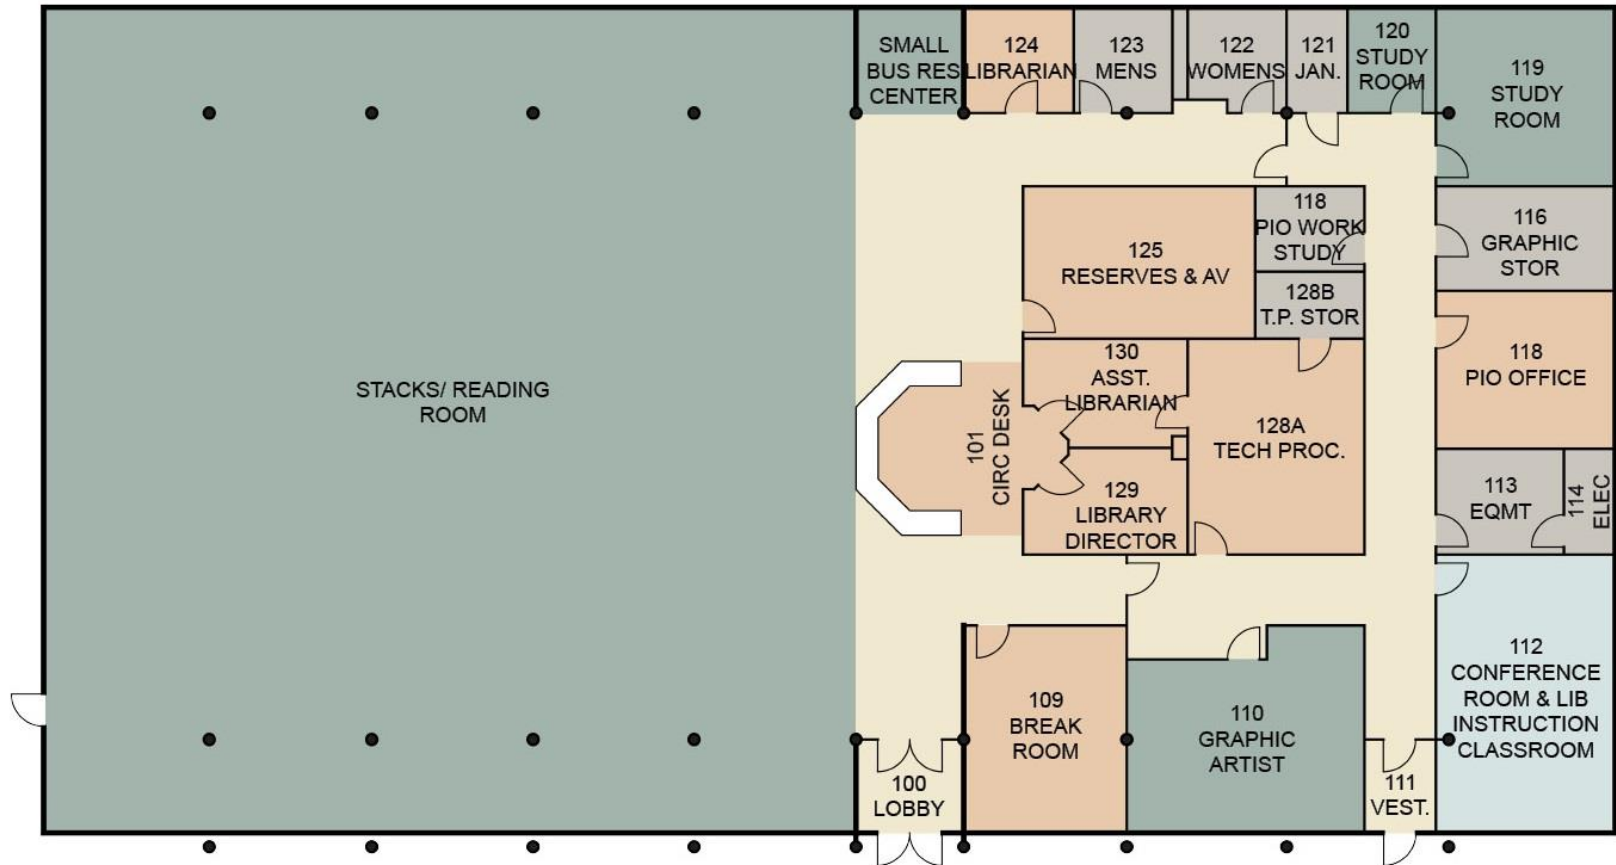 SMALL
BUS RES
CENTER
124
LIBRARIAN
123
MENS
122
WOMENS
121
JAN.
120
STUDY
ROOM
119
STUDY
ROOM
118
PIO WORK
STUDY
116
GRAPHIC
STOR
125
RESERVES & AV
128B
T.P. STOR
118
PIO OFFICE
STACKS/ READING
ROOM
101
CIRC DESK
130
ASST.
LIBRARIAN
128A
TECH PROC.
129
LIBRARY
DIRECTOR
113
EQMT
114
ELEC
109
BREAK
ROOM
110
GRAPHIC
ARTIST
112
CONFERENCE
ROOM & LIB
INSTRUCTION
CLASSROOM
100
LOBBY
111
VEST.